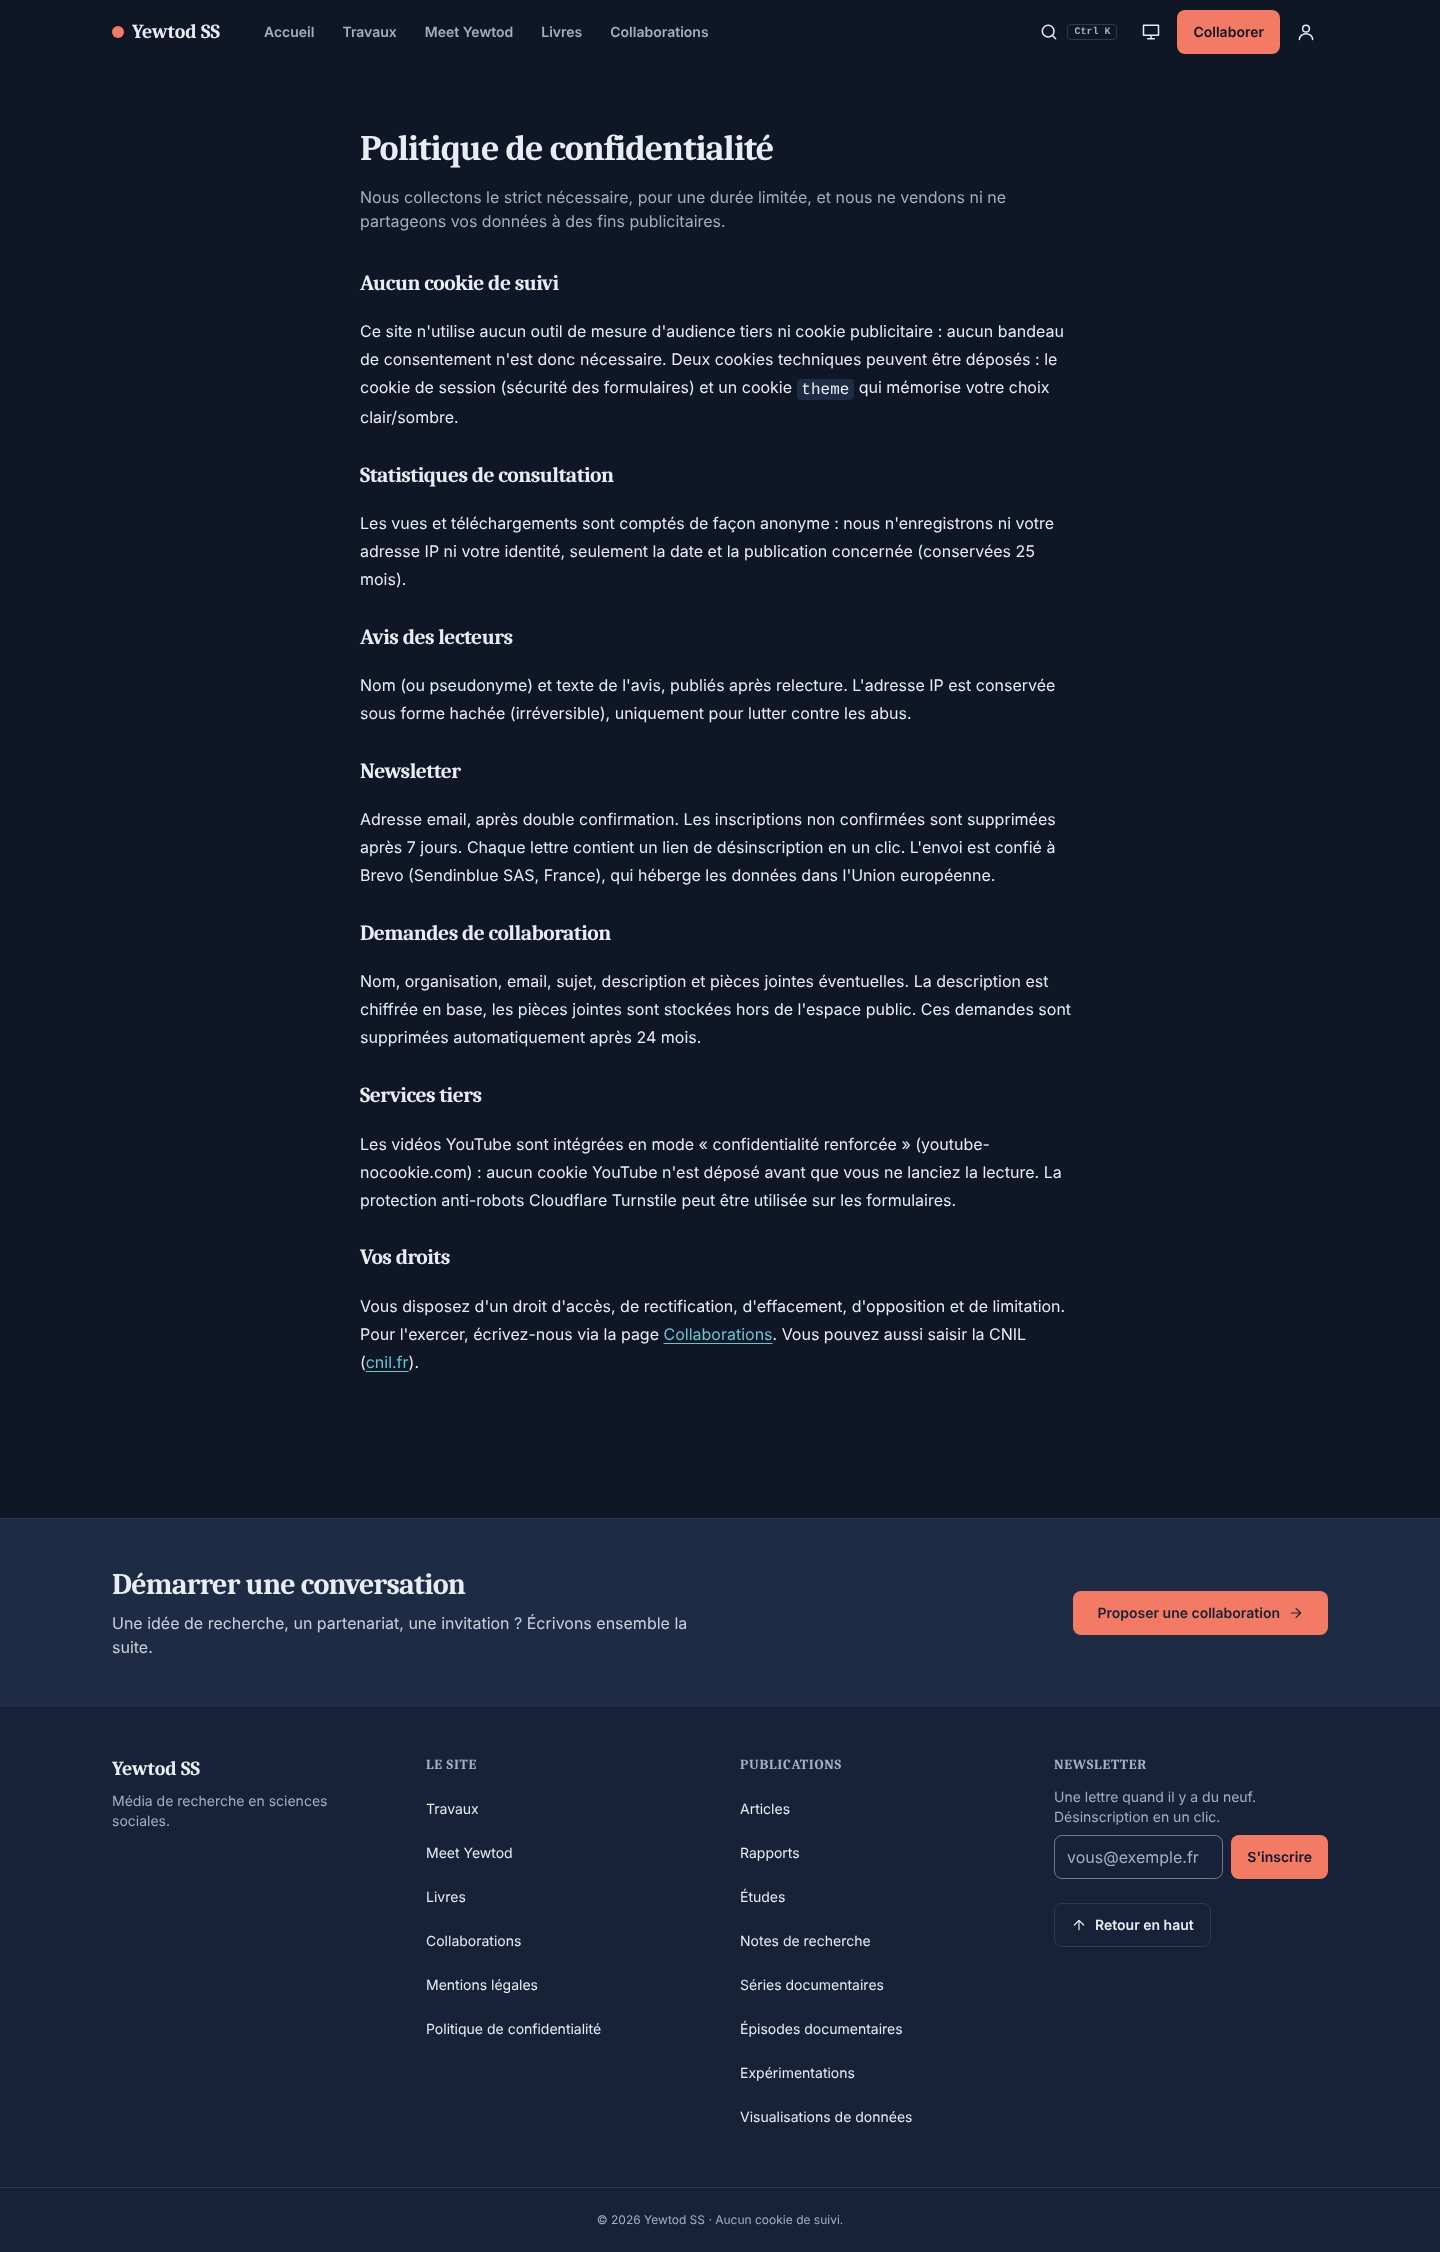 Yewtod SS
Accueil
Travaux
Meet Yewtod
Livres
Collaborations
Ctrl K
Collaborer
Politique de confidentialité
Nous collectons le strict nécessaire, pour une durée limitée, et nous ne vendons ni ne
partageons vos données à des fins publicitaires.
Aucun cookie de suivi
Ce site n'utilise aucun outil de mesure d'audience tiers ni cookie publicitaire : aucun bandeau
de consentement n'est donc nécessaire. Deux cookies techniques peuvent être déposés : le
cookie de session (sécurité des formulaires) et un cookie theme qui mémorise votre choix
clair/sombre.
Statistiques de consultation
Les vues et téléchargements sont comptés de façon anonyme : nous n'enregistrons ni votre
adresse IP ni votre identité, seulement la date et la publication concernée (conservées 25
mois).
Avis des lecteurs
Nom (ou pseudonyme) et texte de l'avis, publiés après relecture. L'adresse IP est conservée
sous forme hachée (irréversible), uniquement pour lutter contre les abus.
Newsletter
Adresse email, après double confirmation. Les inscriptions non confirmées sont supprimées
après 7 jours. Chaque lettre contient un lien de désinscription en un clic. L'envoi est confié à
Brevo (Sendinblue SAS, France), qui héberge les données dans l'Union européenne.
Demandes de collaboration
Nom, organisation, email, sujet, description et pièces jointes éventuelles. La description est
chiffrée en base, les pièces jointes sont stockées hors de l'espace public. Ces demandes sont
supprimées automatiquement après 24 mois.
Services tiers
Les vidéos YouTube sont intégrées en mode « confidentialité renforcée » (youtube-
nocookie.com) : aucun cookie YouTube n'est déposé avant que vous ne lanciez la lecture. La
protection anti-robots Cloudflare Turnstile peut être utilisée sur les formulaires.
Vos droits
Vous disposez d'un droit d'accès, de rectification, d'effacement, d'opposition et de limitation.
Pour l'exercer, écrivez-nous via la page Collaborations. Vous pouvez aussi saisir la CNIL
(cnil.fr).
Démarrer une conversation
Une idée de recherche, un partenariat, une invitation ? Écrivons ensemble la
suite.
Proposer une collaboration
Yewtod SS
Média de recherche en sciences
sociales.
LE SITE
Travaux
Meet Yewtod
Livres
Collaborations
Mentions légales
Politique de confidentialité
PUBLICATIONS
Articles
Rapports
Études
Notes de recherche
Séries documentaires
Épisodes documentaires
Expérimentations
Visualisations de données
NEWSLETTER
Une lettre quand il y a du neuf.
Désinscription en un clic.
vous@exemple.fr
S'inscrire
Retour en haut
© 2026 Yewtod SS · Aucun cookie de suivi.